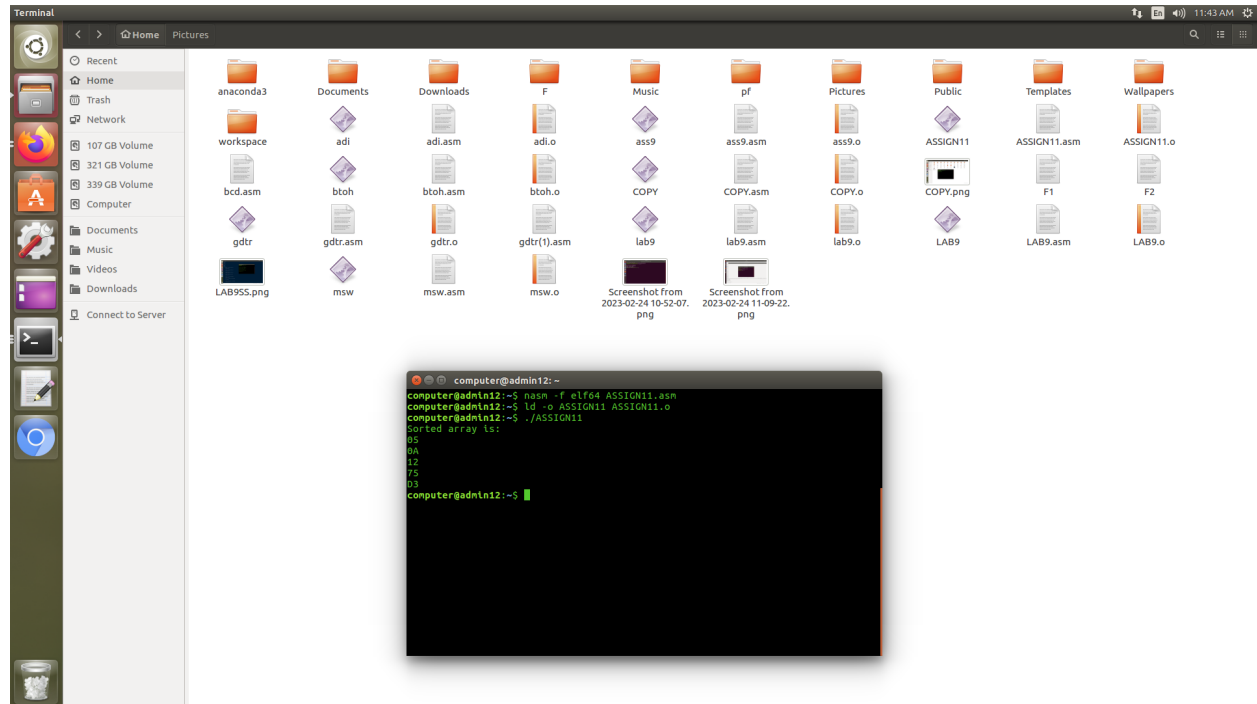 Terminal
En
11:43 AM
Home Pictures
Recent
Home
Trash
Network
107 GB Volume
321 GB Volume
339 GB Volume
Computer
Documents
Music
Videos
Downloads
Connect to Server
anaconda3 Documents Downloads F Music pf Pictures Public Templates Wallpapers
workspace adi adi.asm adi.o ass9 ass9.asm ass9.o ASSIGN11 ASSIGN11.asm ASSIGN11.o
bcd.asm btoh btoh.asm btoh.o COPY COPY.asm COPY.o COPY.png F1 F2
gdtr gdtr.asm gdtr.o gdtr(1).asm lab9 lab9.asm lab9.o LAB9 LAB9.asm LAB9.o
LAB9SS.png msw msw.asm msw.o
Screenshot from
2023-02-24 10-52-07.
png
Screenshot from
2023-02-24 11-09-22.
png
computer@admin12: ~
computer@admin12:~$ nasm -f elf64 ASSIGN11.asm
computer@admin12:~$ ld -o ASSIGN11 ASSIGN11.o
computer@admin12:~$ ./ASSIGN11
Sorted array is:
05
0A
12
75
D3
computer@admin12:~$